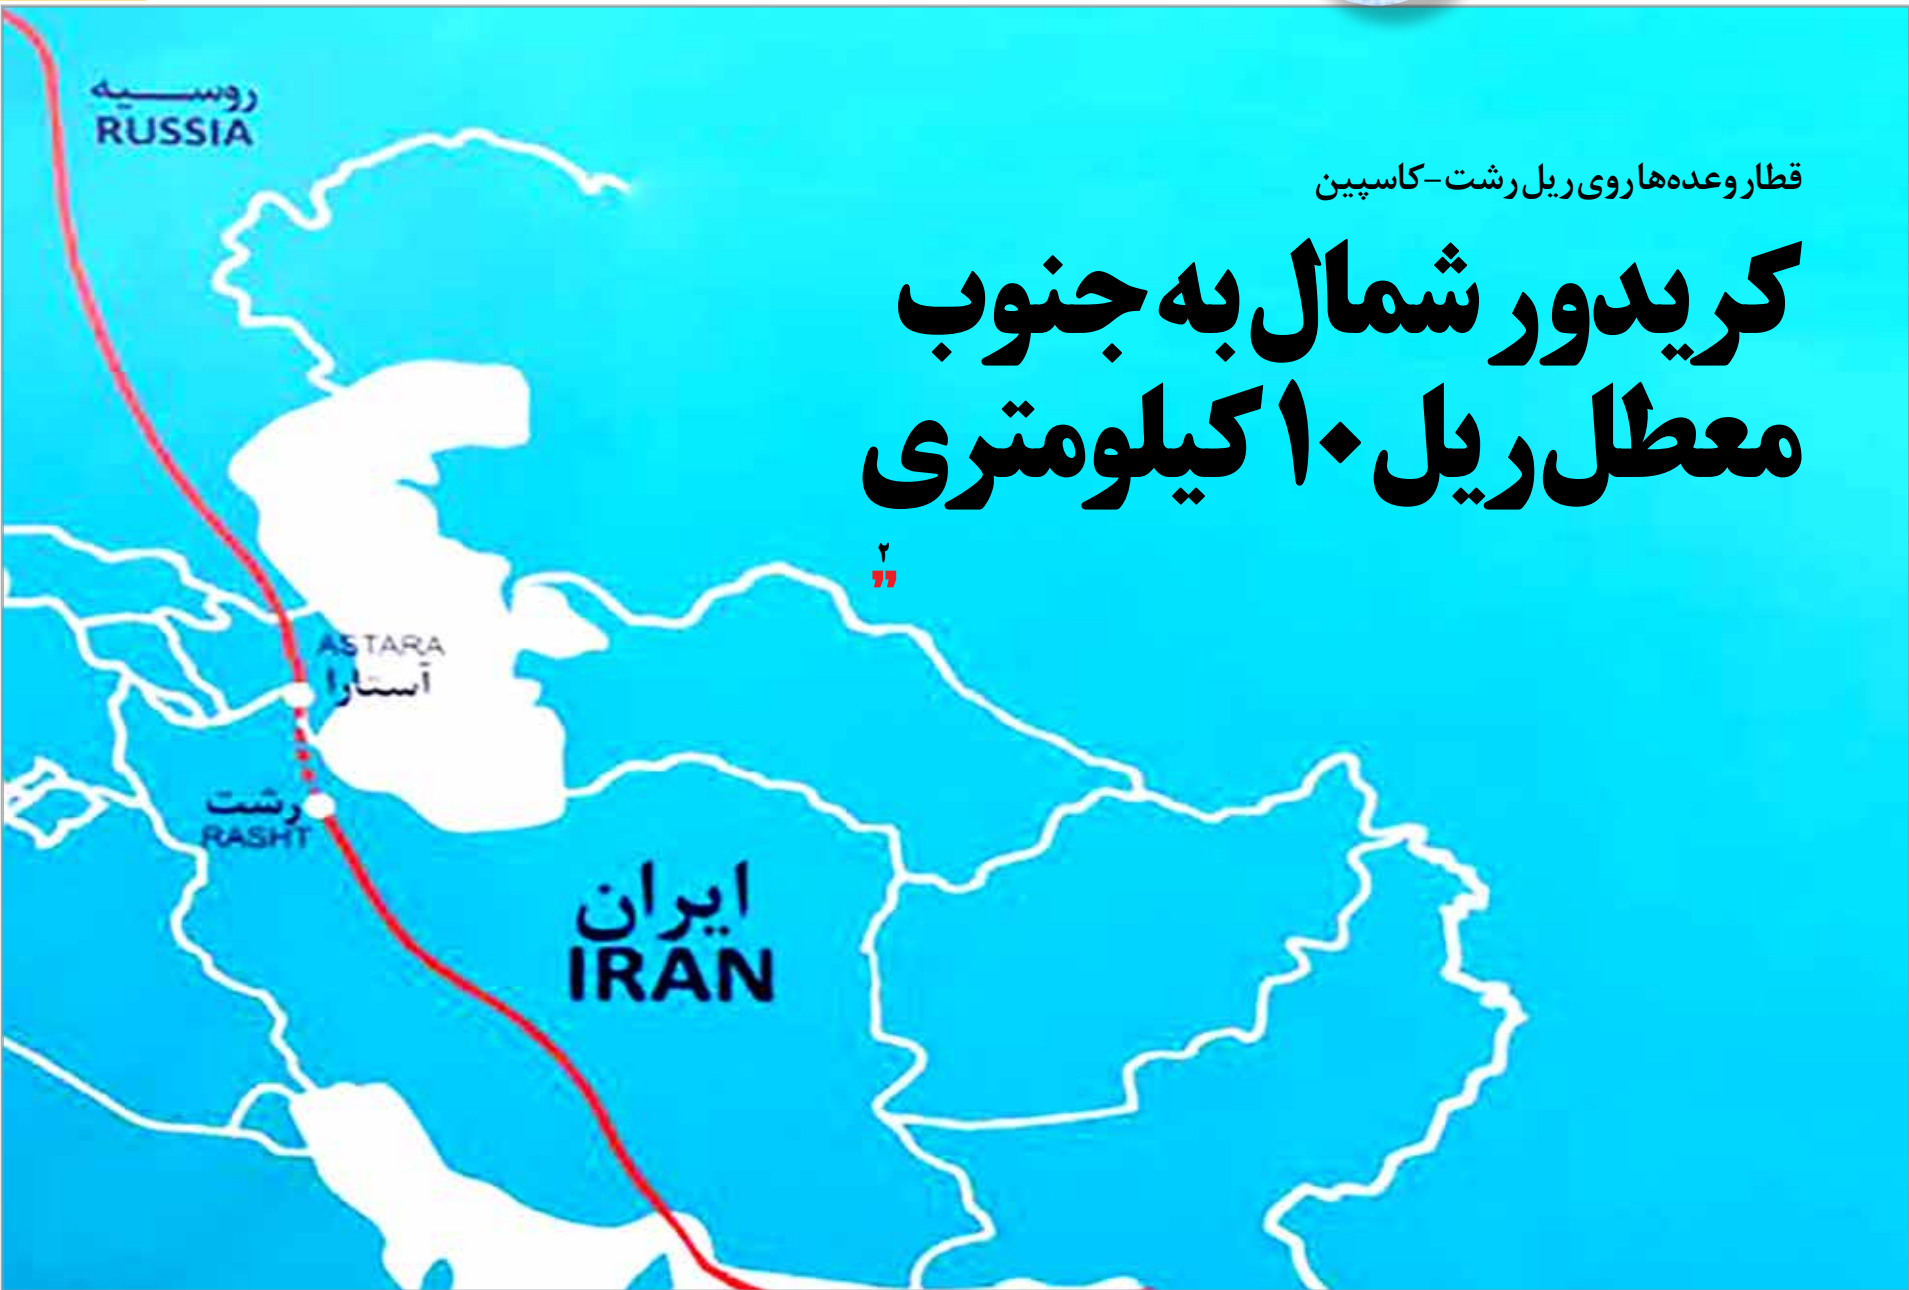 قطار وعده‌ها روی ریل رشت-کاسپین
کریدور شمال به جنوب
معطل ریل ۱۰ کیلومتری
۲
روسیه
RUSSIA
ASTARA
آستارا
رشت
RASHT
ایران
IRAN